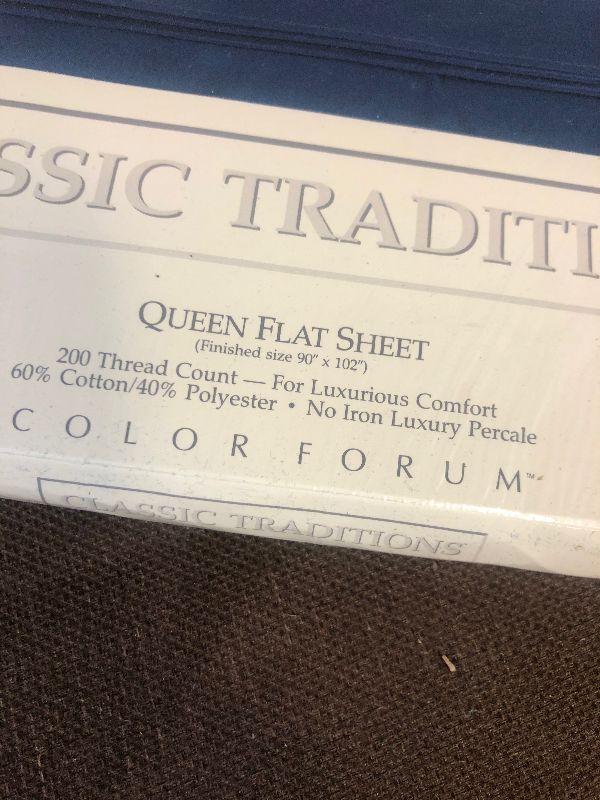 SSIC TRADITI
QUEEN FLAT SHEET
(Finished size 90" x 102")
200 Thread Count — For Luxurious Comfort
60% Cotton/40% Polyester • No Iron Luxury Percale
COLOR FORUM™
CLASSIC TRADITIONS